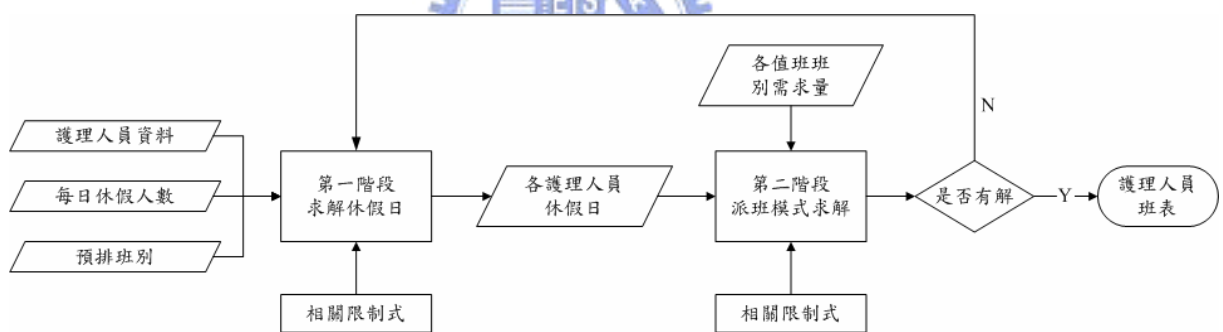 各值班班
別需求量
N
護理人員資料
每日休假人數
預排班別
第一階段
求解休假日
各護理人員
休假日
第二階段
派班模式求解
是否有解
Y
護理人員
班表
相關限制式
相關限制式